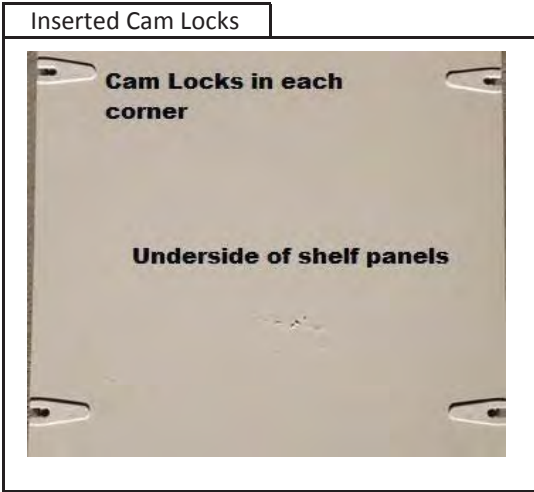 Inserted Cam Locks
Cam Locks in each
corner
Underside of shelf panels